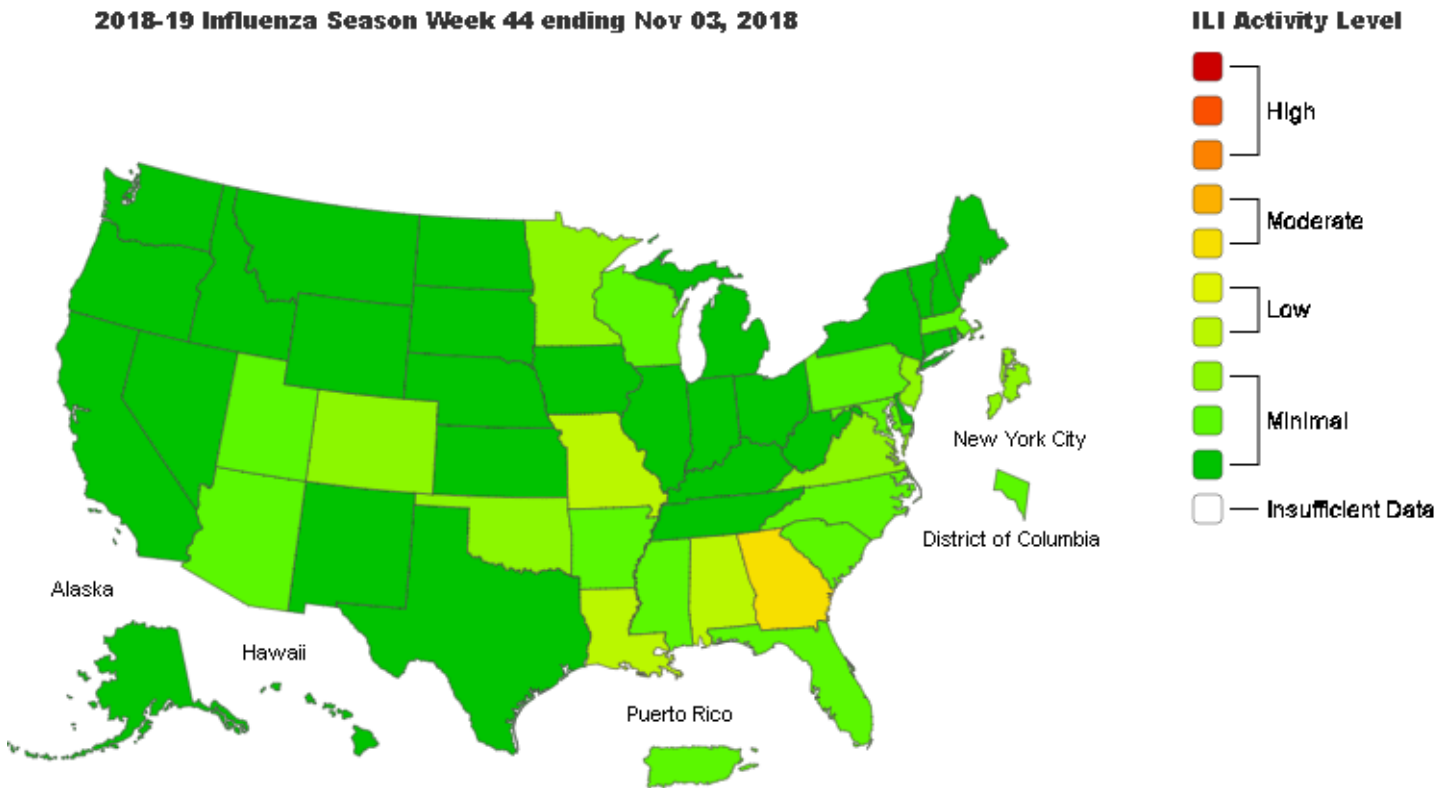 2018-19 Influenza Season Week 44 ending Nov 03, 2018
ILI Activity Level
High
Moderate
Low
Minimal
Insufficient Data
New York City
District of Columbia
Alaska
Hawaii
Puerto Rico